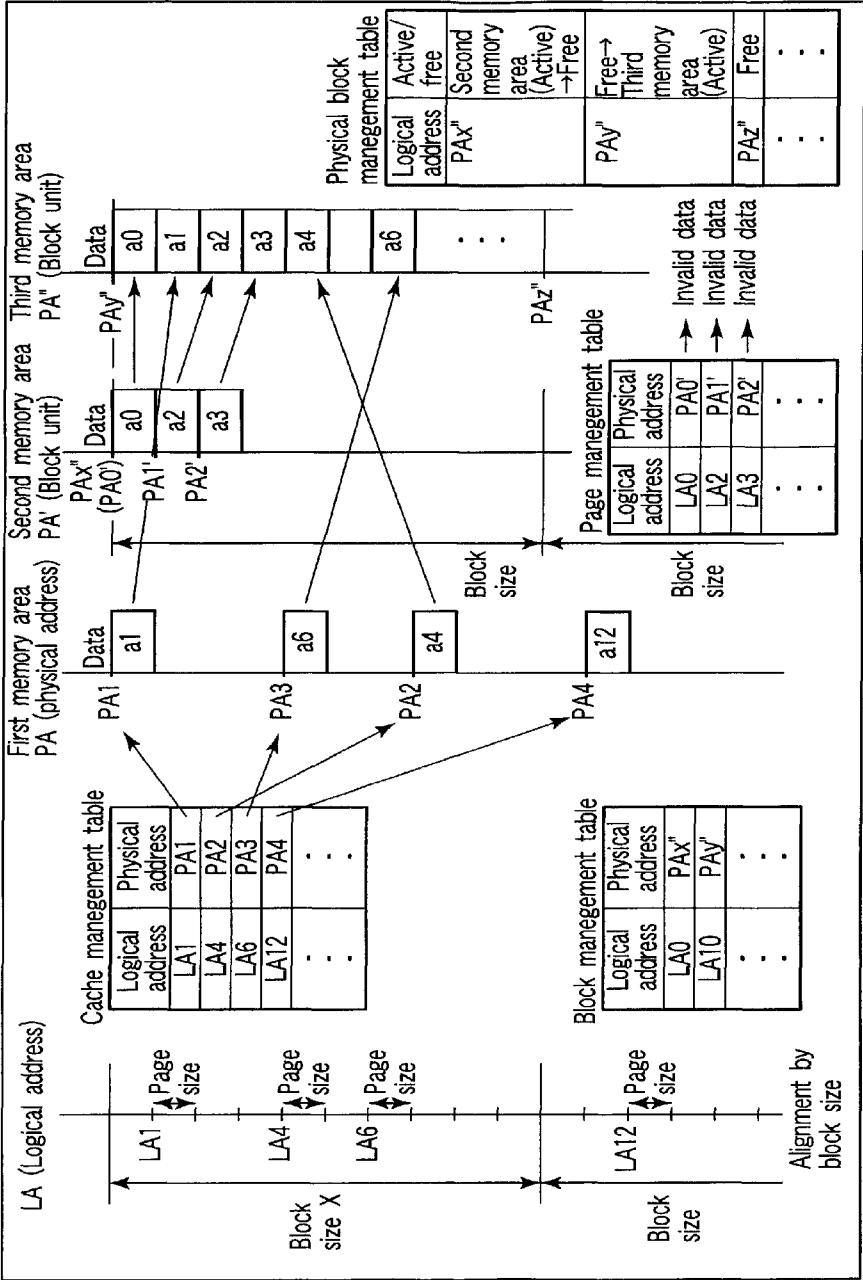 LA (Logical address)
LA1
Page
size
LA4
Page
size
LA6
Page
size
Block
size X
LA12
Page
size
Block
size
Alignment by
block size
Cache manegement table
Logical
address
Physical
address
LA1
PA1
LA4
PA2
LA6
PA3
LA12
PA4
. . .
. . .
Block manegement table
Logical
address
Physical
address
LA0
PAx"
LA10
PAy"
. . .
. . .
First memory area
PA (physical address)
Data
PA1
a1
PA3
a6
PA2
a4
PA4
a12
Second memory area
PA' (Block unit)
PAx"
(PA0')
Data
a0
PA1'
a2
PA2'
a3
Block
size
Block
size
Third memory area
PA" (Block unit)
PAy"
Data
a0
a1
a2
a3
a4
a6
. . .
PAz"
Page manegement table
Logical
address
Physical
address
LA0
PA0'
Invalid data
LA2
PA1'
Invalid data
LA3
PA2'
Invalid data
. . .
. . .
Physical block
manegement table
Logical
address
Active/
free
PAx"
Second
memory
area
(Active)
→Free
PAy"
Free→
Third
memory
area
(Active)
PAz"
Free
. . .
. . .